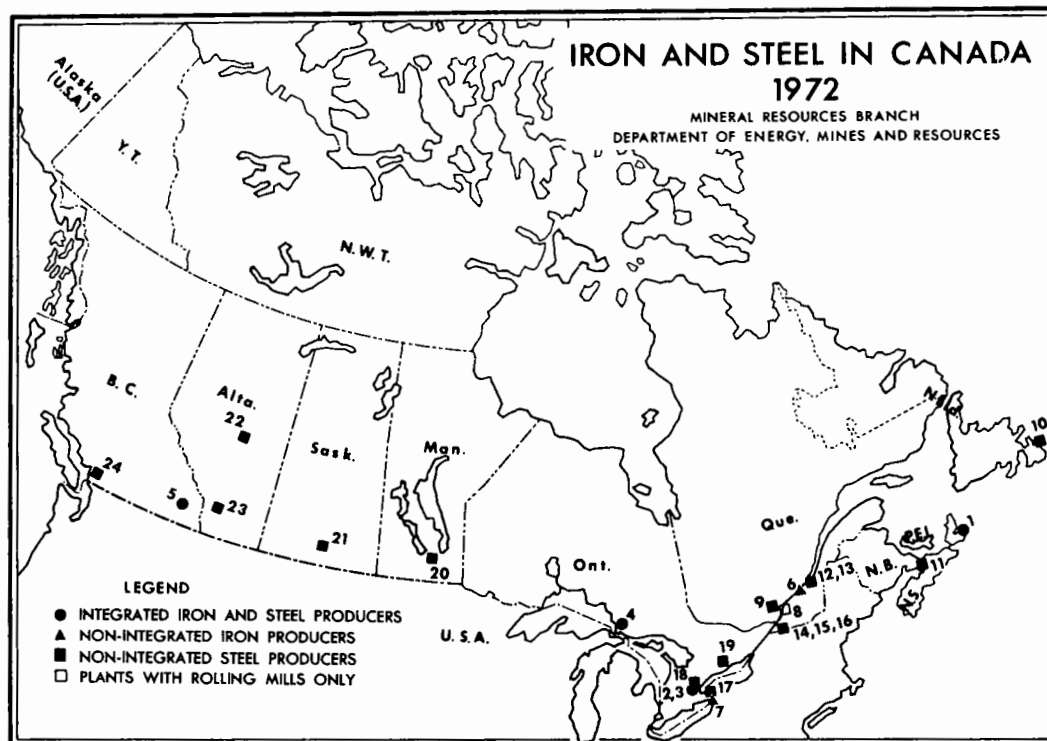 IRON AND STEEL IN CANADA
1972
MINERAL RESOURCES BRANCH
DEPARTMENT OF ENERGY, MINES AND RESOURCES
Alaska
(U.S.A.)
Y.T.
N.W.T.
B.C.
Alta.
22
Sask.
Man.
Nfld.
10
24
5
23
21
20
Que.
P.E.I.
1
N.B.
11
N.S.
Ont.
6
12,13
9
8
14,15,16
4
U.S.A.
19
18
2,3
17
7
LEGEND
INTEGRATED IRON AND STEEL PRODUCERS
NON-INTEGRATED IRON PRODUCERS
NON-INTEGRATED STEEL PRODUCERS
PLANTS WITH ROLLING MILLS ONLY